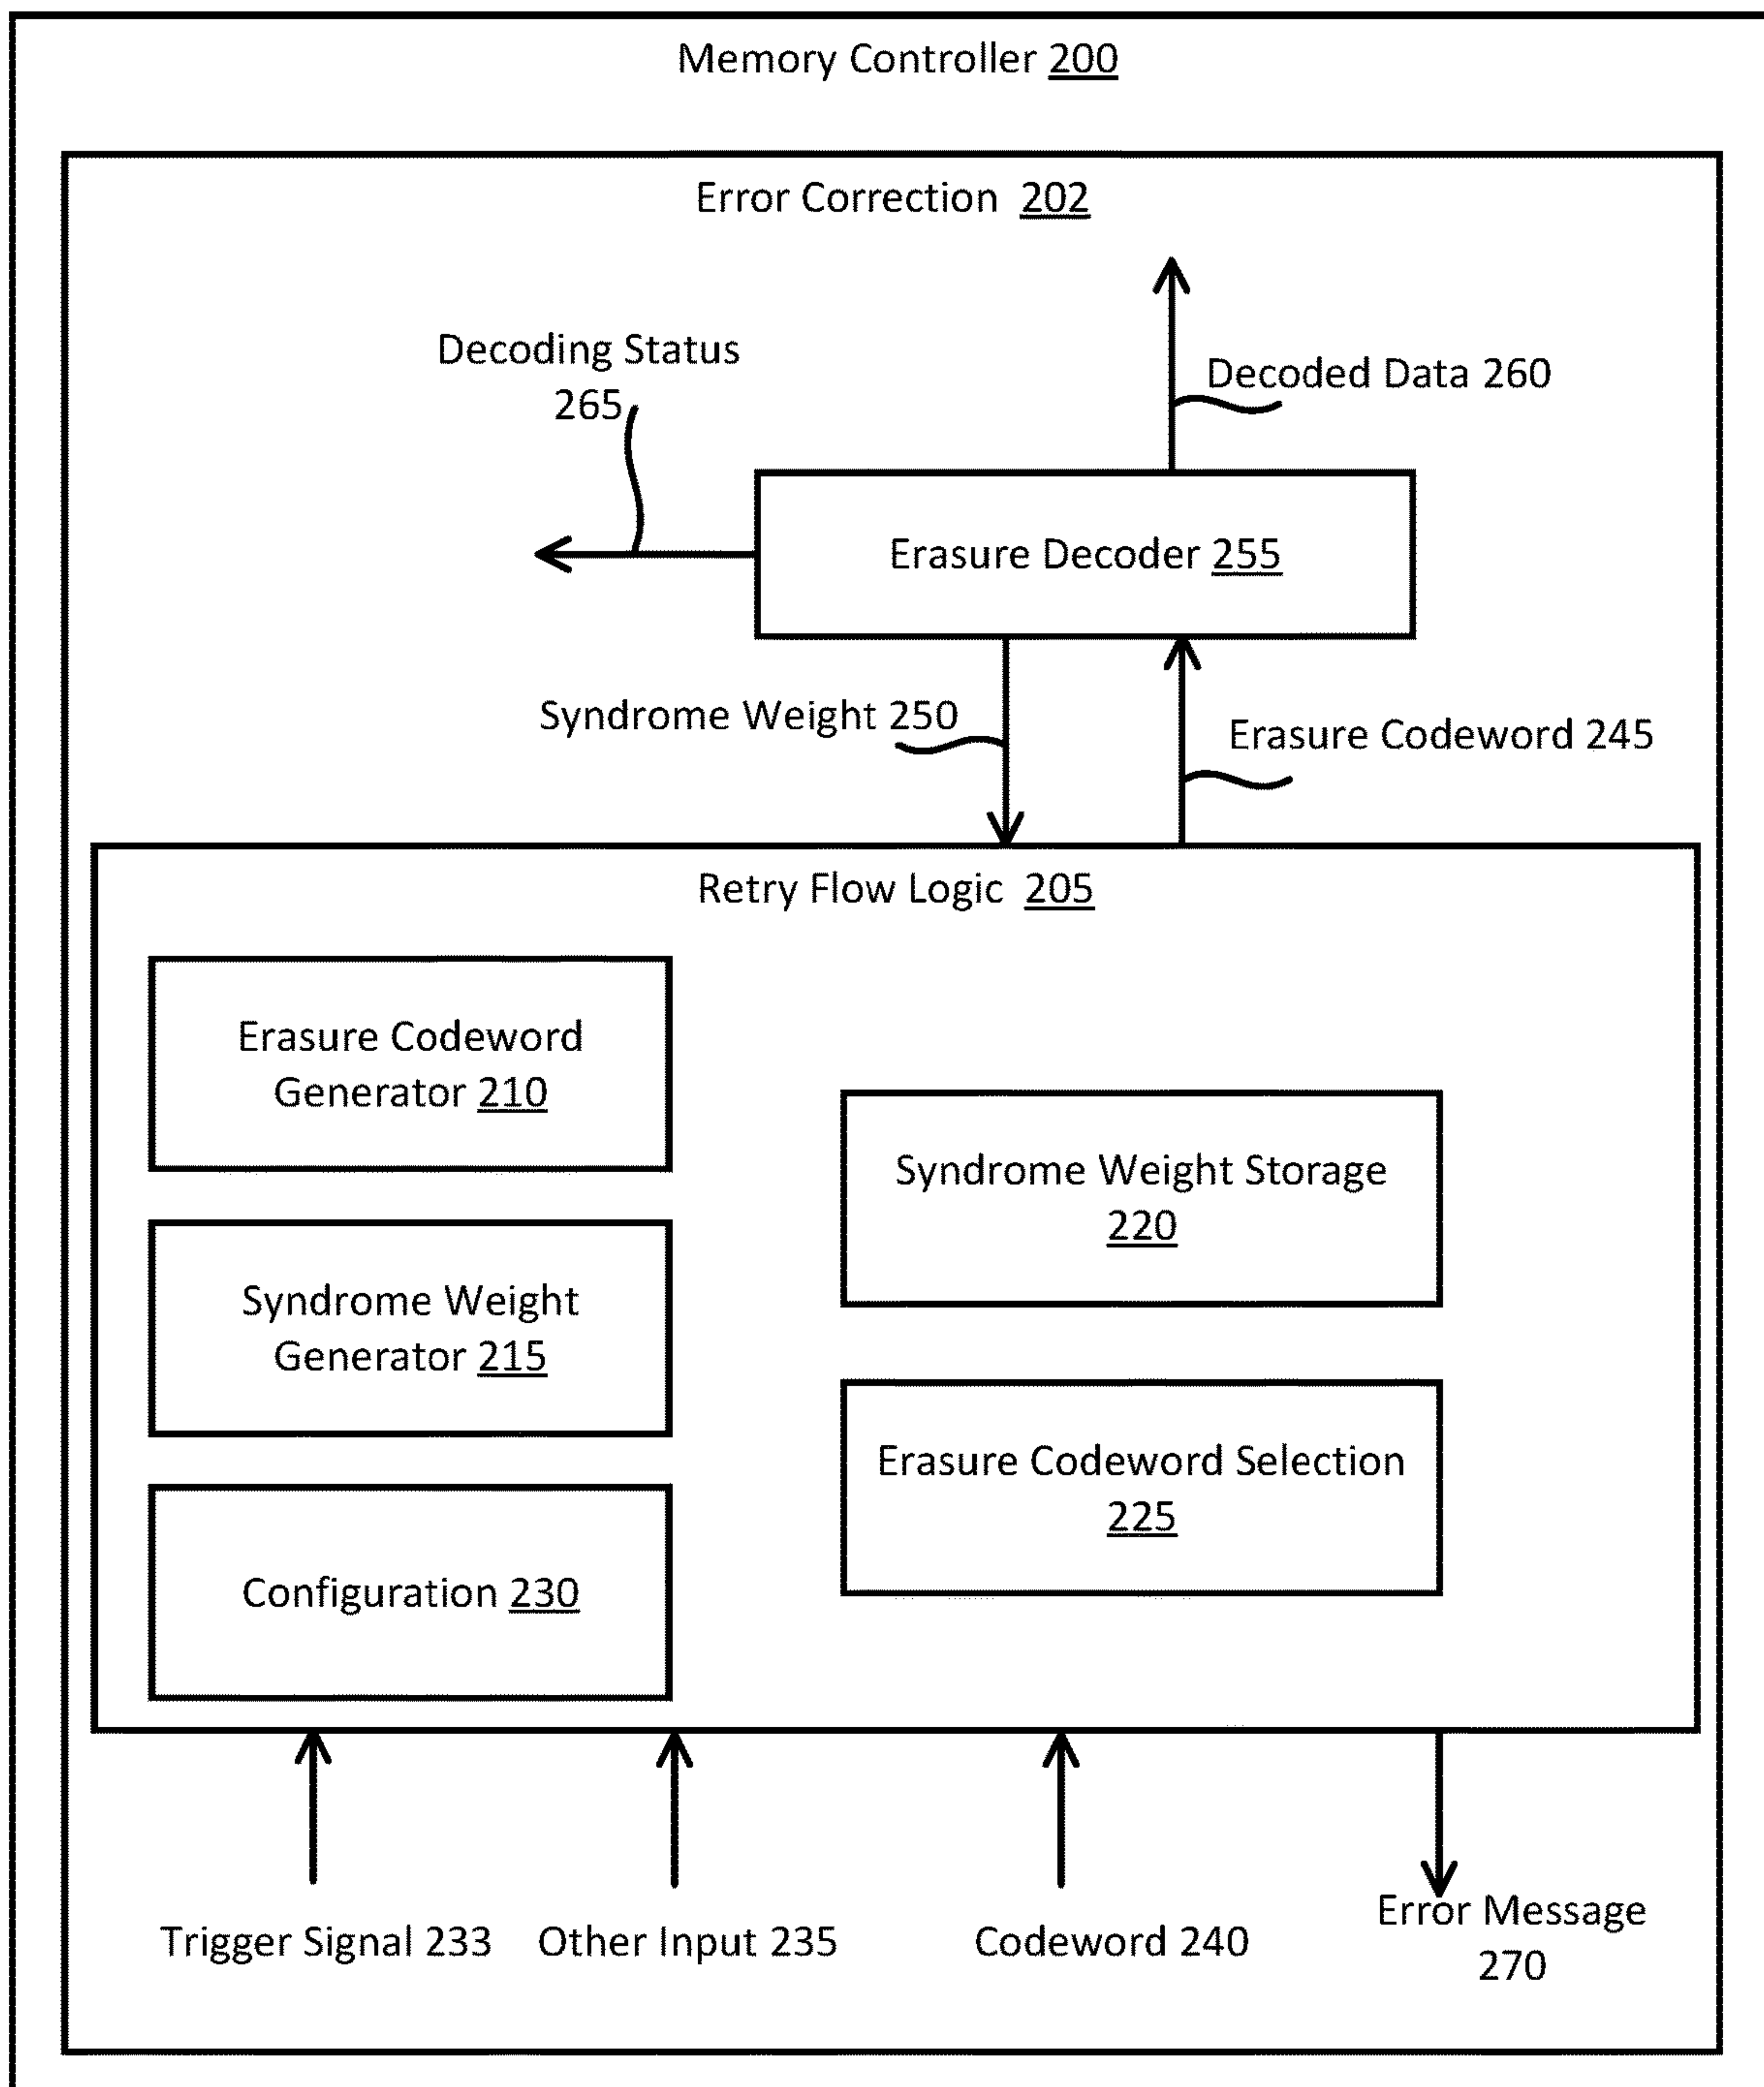 Memory Controller 200
Error Correction 202
Decoding Status
265
Decoded Data 260
Erasure Decoder 255
Syndrome Weight 250
Erasure Codeword 245
Retry Flow Logic 205
Erasure Codeword
Generator 210
Syndrome Weight Storage
220
Syndrome Weight
Generator 215
Erasure Codeword Selection
225
Configuration 230
Trigger Signal 233
Other Input 235
Codeword 240
Error Message
270